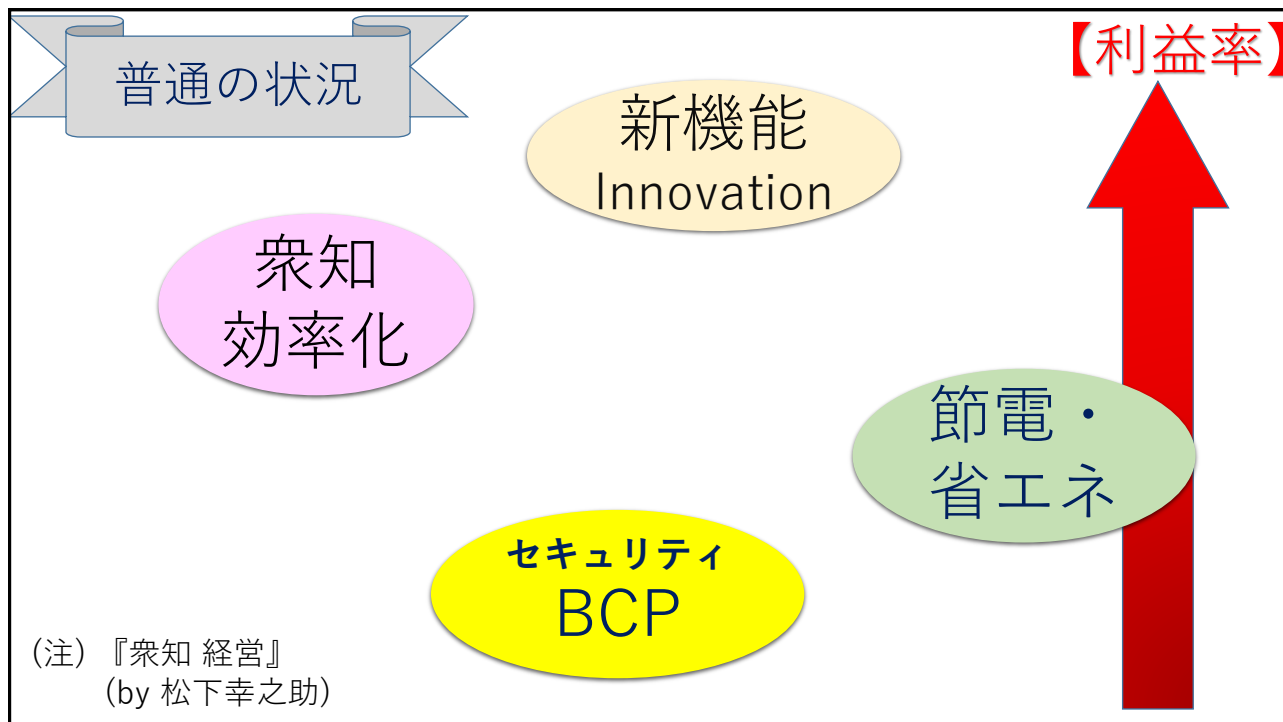 普通の状況
【利益率】
新機能
Innovation
衆知
効率化
節電・
省エネ
セキュリティ
BCP
(注) 『衆知 経営』
(by 松下幸之助)